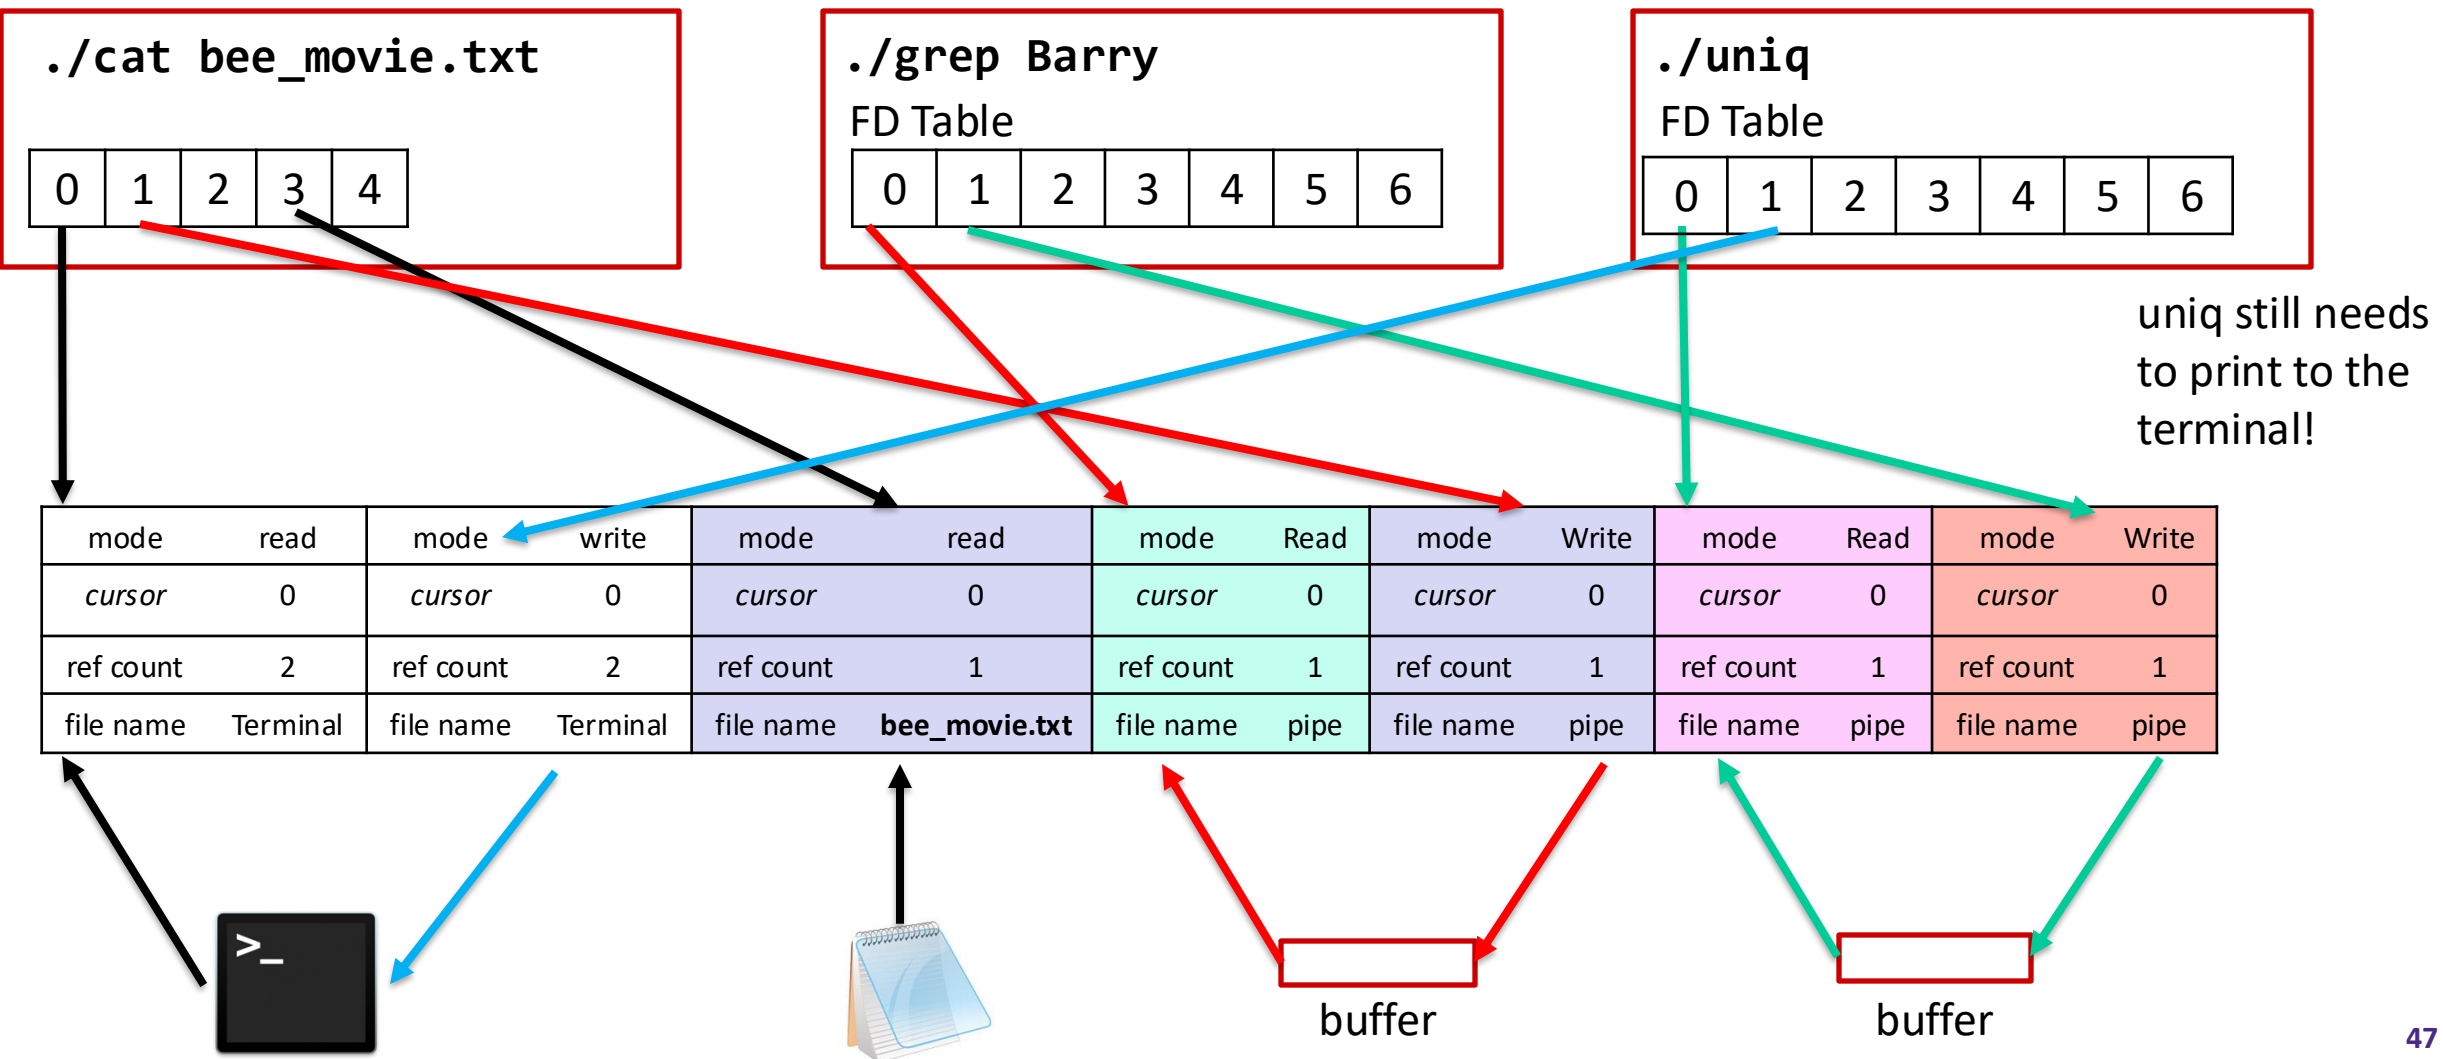 ./cat bee_movie.txt
0 1 2 3 4
./grep Barry
FD Table
0 1 2 3 4 5 6
./uniq
FD Table
0 1 2 3 4 5 6
uniq still needs
to print to the
terminal!
mode read mode write mode read mode Read mode Write mode Read mode Write
cursor 0 cursor 0 cursor 0 cursor 0 cursor 0 cursor 0 cursor 0
ref count 2 ref count 2 ref count 1 ref count 1 ref count 1 ref count 1 ref count 1
file name Terminal file name Terminal file name bee_movie.txt file name pipe file name pipe file name pipe file name pipe
>_
buffer
buffer
47